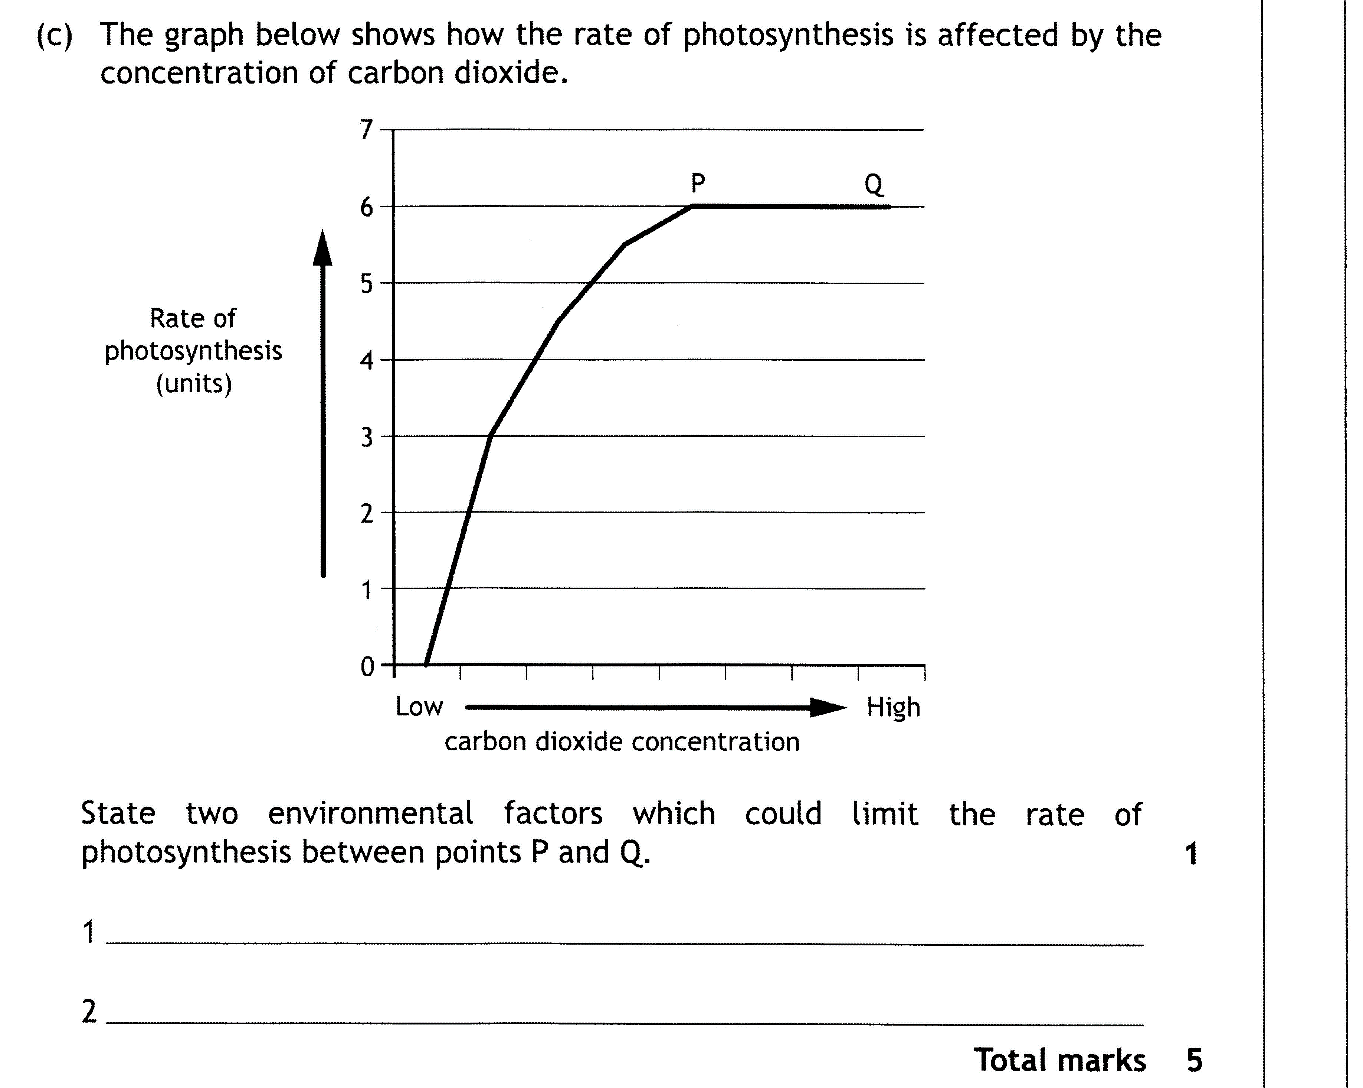 (c) The graph below shows how the rate of photosynthesis is affected by the
concentration of carbon dioxide.
7
P
Q
6
5
Rate of
photosynthesis
(units)
4
3
2
1
0
Low
High
carbon dioxide concentration
State two environmental factors which could limit the rate of
photosynthesis between points P and Q.
1
1
2
Total marks 5